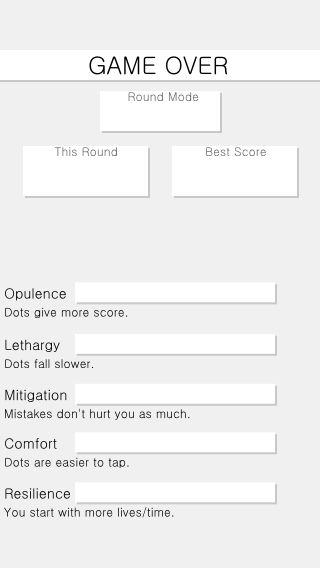 GAME OVER
Round Mode
This Round
Best Score
Opulence
Dots give more score.
Lethargy
Dots fall slower.
Mitigation
Mistakes don't hurt you as much.
Comfort
Dots are easier to tap.
Resilience
You start with more lives/time.